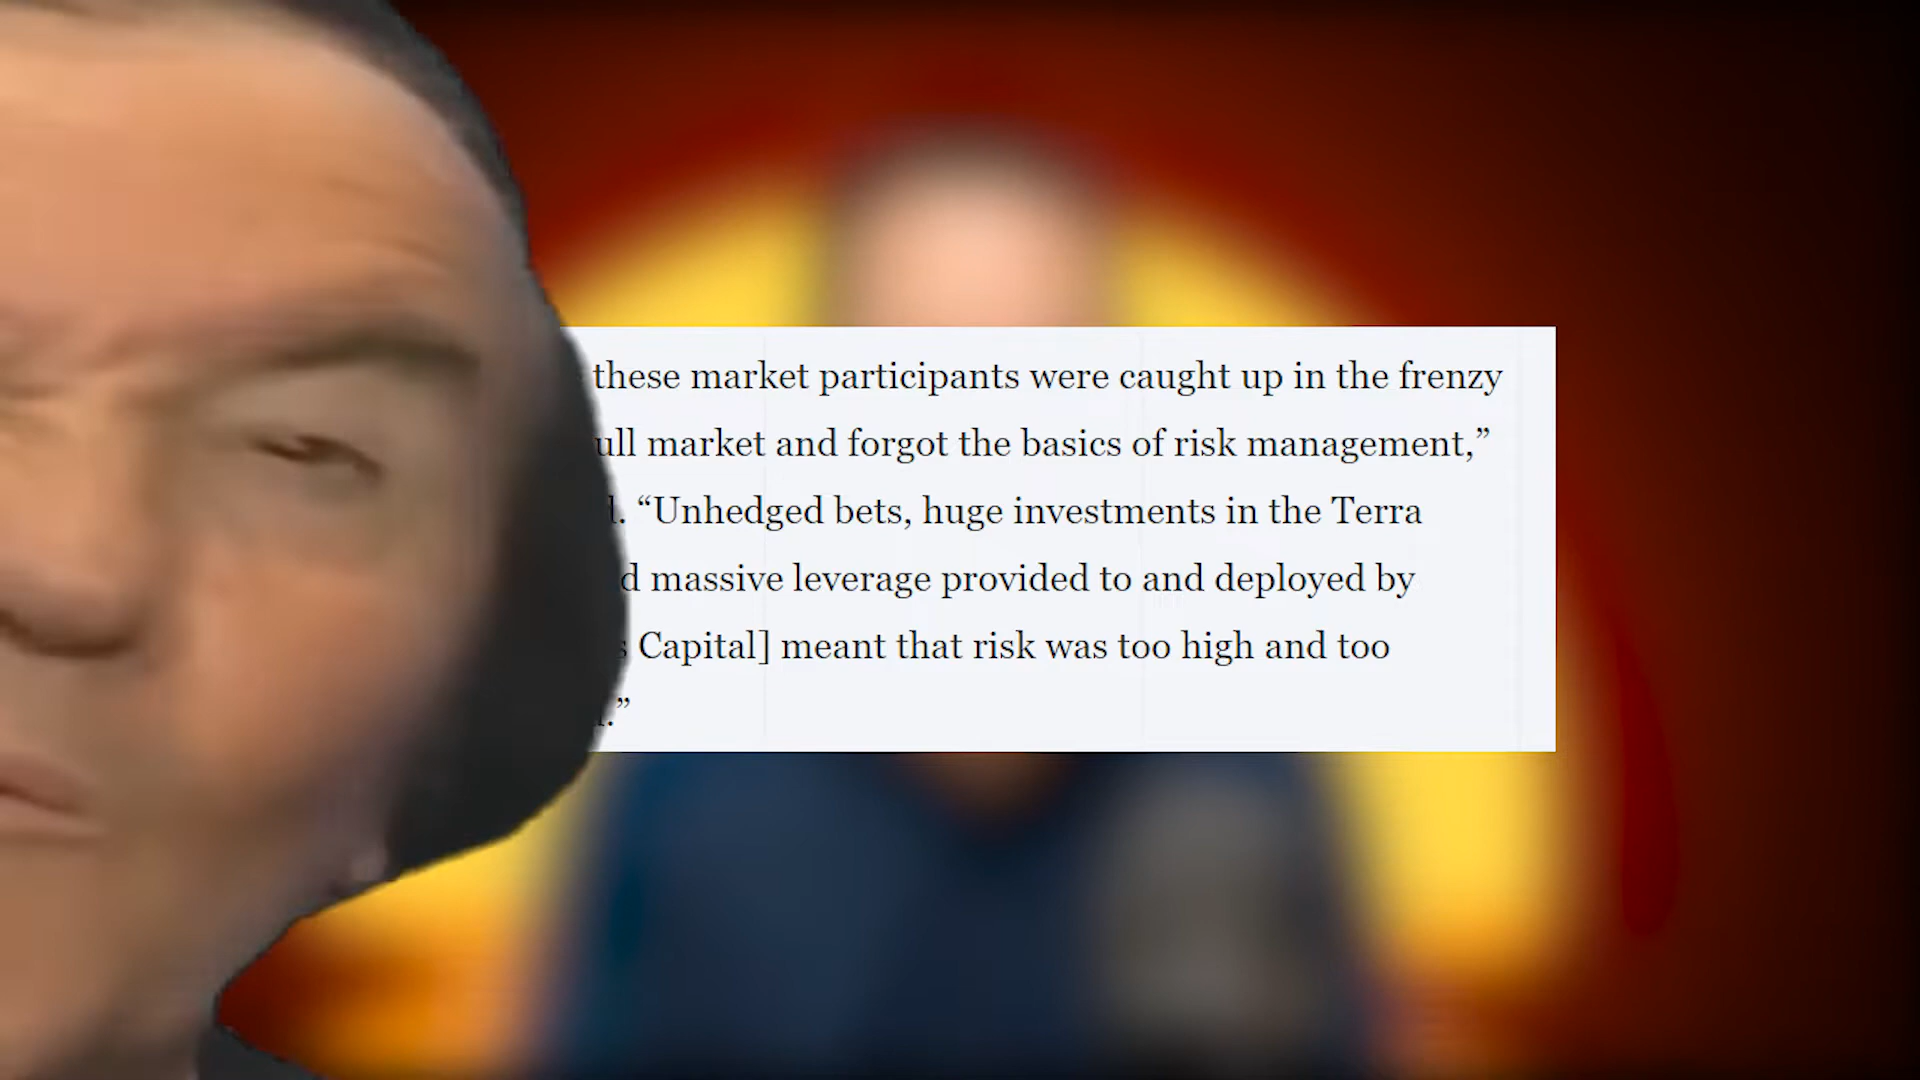 these market participants were caught up in the frenzy
ull market and forgot the basics of risk management,”
. “Unhedged bets, huge investments in the Terra
d massive leverage provided to and deployed by
s Capital] meant that risk was too high and too
.”